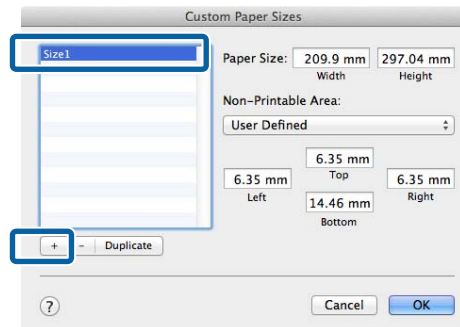 Custom Paper Sizes
Size1
Paper Size: 209.9 mm 297.04 mm
Width Height
Non-Printable Area:
User Defined
6.35 mm
Top
6.35 mm 6.35 mm
Left Right
14.46 mm
Bottom
+ - Duplicate
? Cancel OK